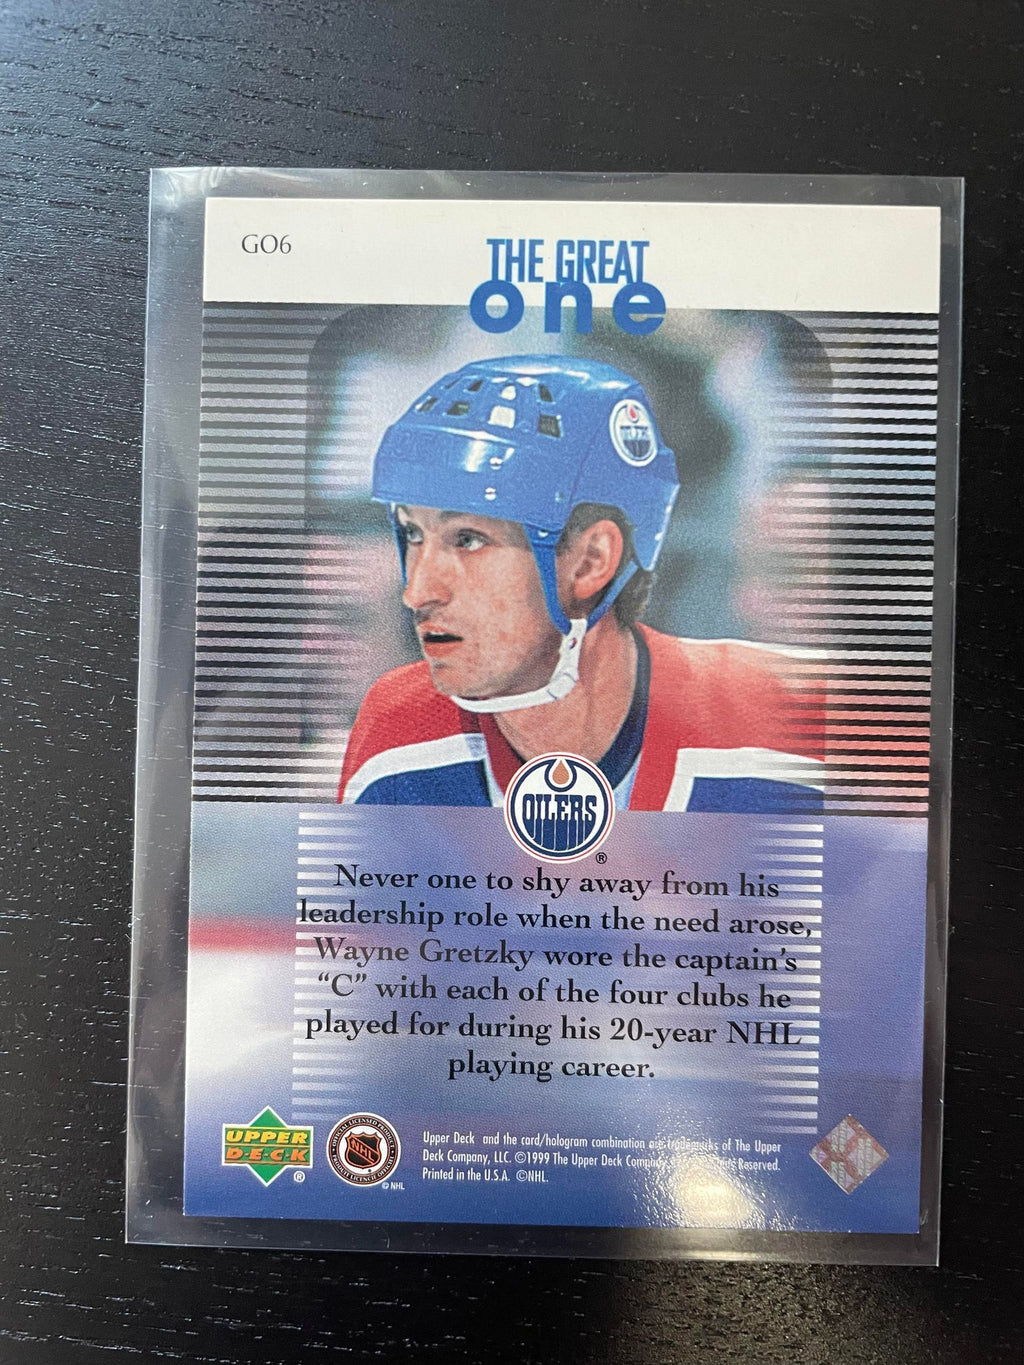 GO6
THE GREAT
one
OILERS
OILERS
®
Never one to shy away from his
leadership role when the need arose,
Wayne Gretzky wore the captain's
"C" with each of the four clubs he
played for during his 20-year NHL
playing career.
UPPER
DECK
®
NHL
© NHL
Upper Deck and the card/hologram combination are trademarks of The Upper
Deck Company, LLC. ©1999 The Upper Deck Company, Reserved.
Printed in the U.S.A. ©NHL.